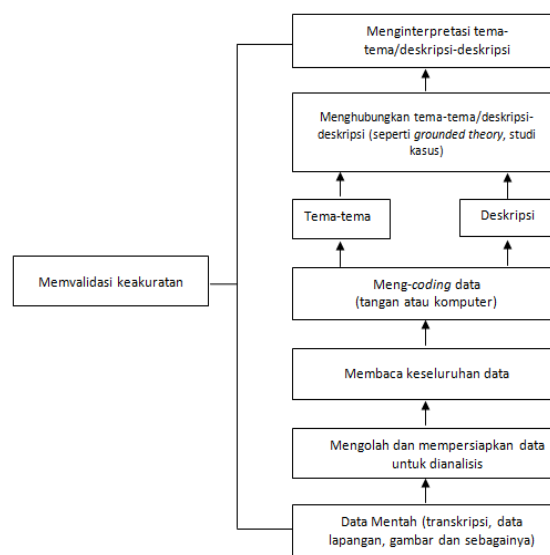 Menginterpretasi tema-
tema/deskripsi-deskripsi
Menghubungkan tema-tema/deskripsi-
deskripsi (seperti grounded theory, studi
kasus)
Tema-tema
Deskripsi
Memvalidasi keakuratan
Meng-coding data
(tangan atau komputer)
Membaca keseluruhan data
Mengolah dan mempersiapkan data
untuk dianalisis
Data Mentah (transkripsi, data
lapangan, gambar dan sebagainya)